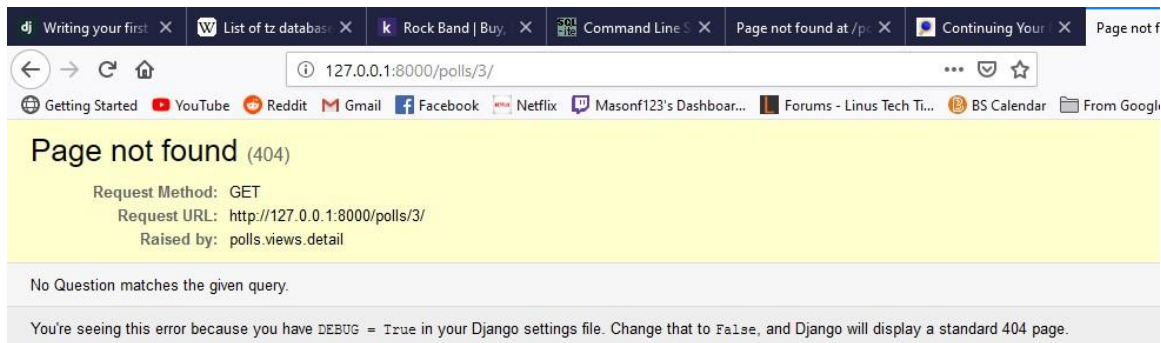 dj Writing your first
W List of tz database
k Rock Band | Buy,
Command Line S
Page not found at /po
Continuing Your
Page not f
127.0.0.1:8000/polls/3/
Getting Started YouTube Reddit Gmail Facebook Netflix Masonf123's Dashboar... Forums - Linus Tech Ti... BS Calendar From Googl
Page not found (404)
Request Method: GET
Request URL: http://127.0.0.1:8000/polls/3/
Raised by: polls.views.detail
No Question matches the given query.
You're seeing this error because you have DEBUG = True in your Django settings file. Change that to False, and Django will display a standard 404 page.